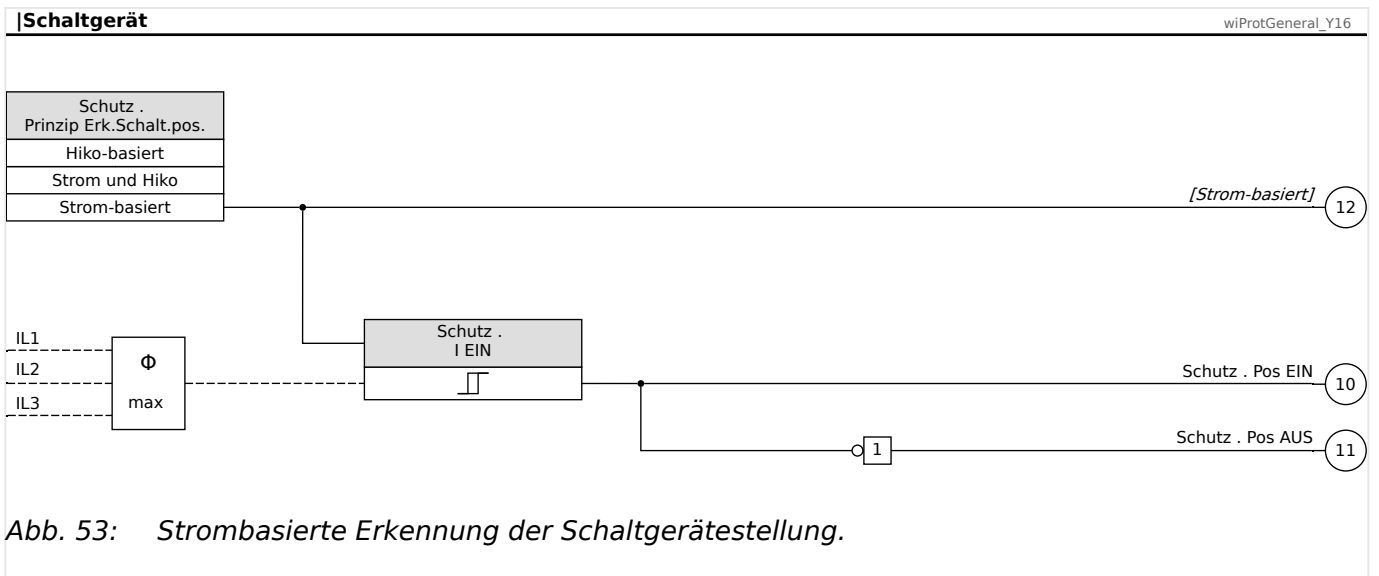 |Schaltgerät
wiProtGeneral_Y16
Schutz .
Prinzip Erk.Schalt.pos.
Hiko-basiert
Strom und Hiko
Strom-basiert
[Strom-basiert]
12
IL1
IL2
IL3
Φ
max
Schutz .
I EIN
Schutz . Pos EIN
10
1
Schutz . Pos AUS
11
Abb. 53: Strombasierte Erkennung der Schaltgerätestellung.